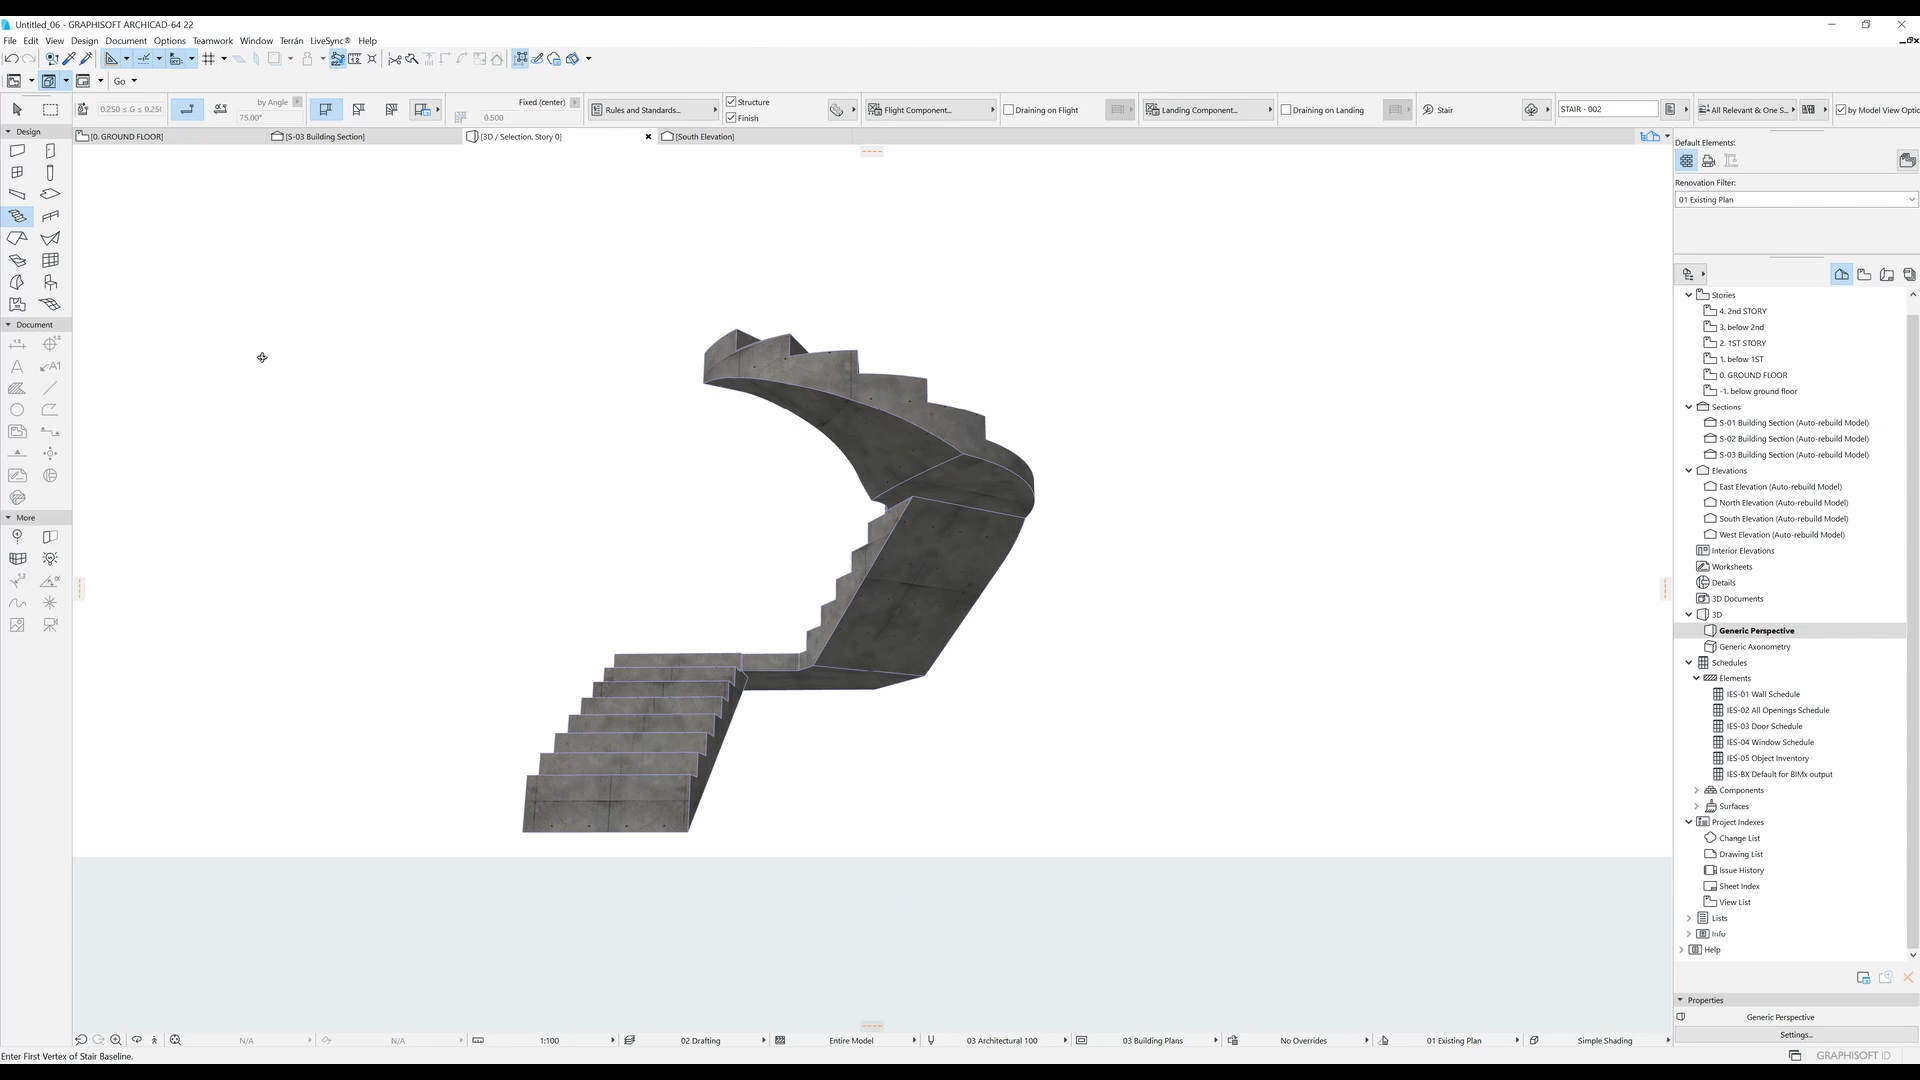 Untitled_06 - GRAPHISOFT ARCHICAD-64 22
File Edit View Design Document Options Teamwork Window Terrán LiveSync® Help
Go
0.250 ≤ G ≤ 0.250
by Angle
75.00°
Fixed (center)
0.500
Rules and Standards...
Structure
Finish
Flight Component...
Draining on Flight
Landing Component...
Draining on Landing
Stair
STAIR - 002
All Relevant & One S...
by Model View Optic
[0. GROUND FLOOR]
[S-03 Building Section]
[3D / Selection, Story 0]
[South Elevation]
Design
Document
A
A1
More
Default Elements:
Renovation Filter:
01 Existing Plan
Stories
4. 2nd STORY
3. below 2nd
2. 1ST STORY
1. below 1ST
0. GROUND FLOOR
-1. below ground floor
Sections
S-01 Building Section (Auto-rebuild Model)
S-02 Building Section (Auto-rebuild Model)
S-03 Building Section (Auto-rebuild Model)
Elevations
East Elevation (Auto-rebuild Model)
North Elevation (Auto-rebuild Model)
South Elevation (Auto-rebuild Model)
West Elevation (Auto-rebuild Model)
Interior Elevations
Worksheets
Details
3D Documents
3D
Generic Perspective
Generic Axonometry
Schedules
Elements
IES-01 Wall Schedule
IES-02 All Openings Schedule
IES-03 Door Schedule
IES-04 Window Schedule
IES-05 Object Inventory
IES-BX Default for BIMx output
Components
Surfaces
Project Indexes
Change List
Drawing List
Issue History
Sheet Index
View List
Lists
Info
Help
Properties
Generic Perspective
Settings...
N/A
N/A
1:100
02 Drafting
Entire Model
03 Architectural 100
03 Building Plans
No Overrides
01 Existing Plan
Simple Shading
Enter First Vertex of Stair Baseline.
GRAPHISOFT ID